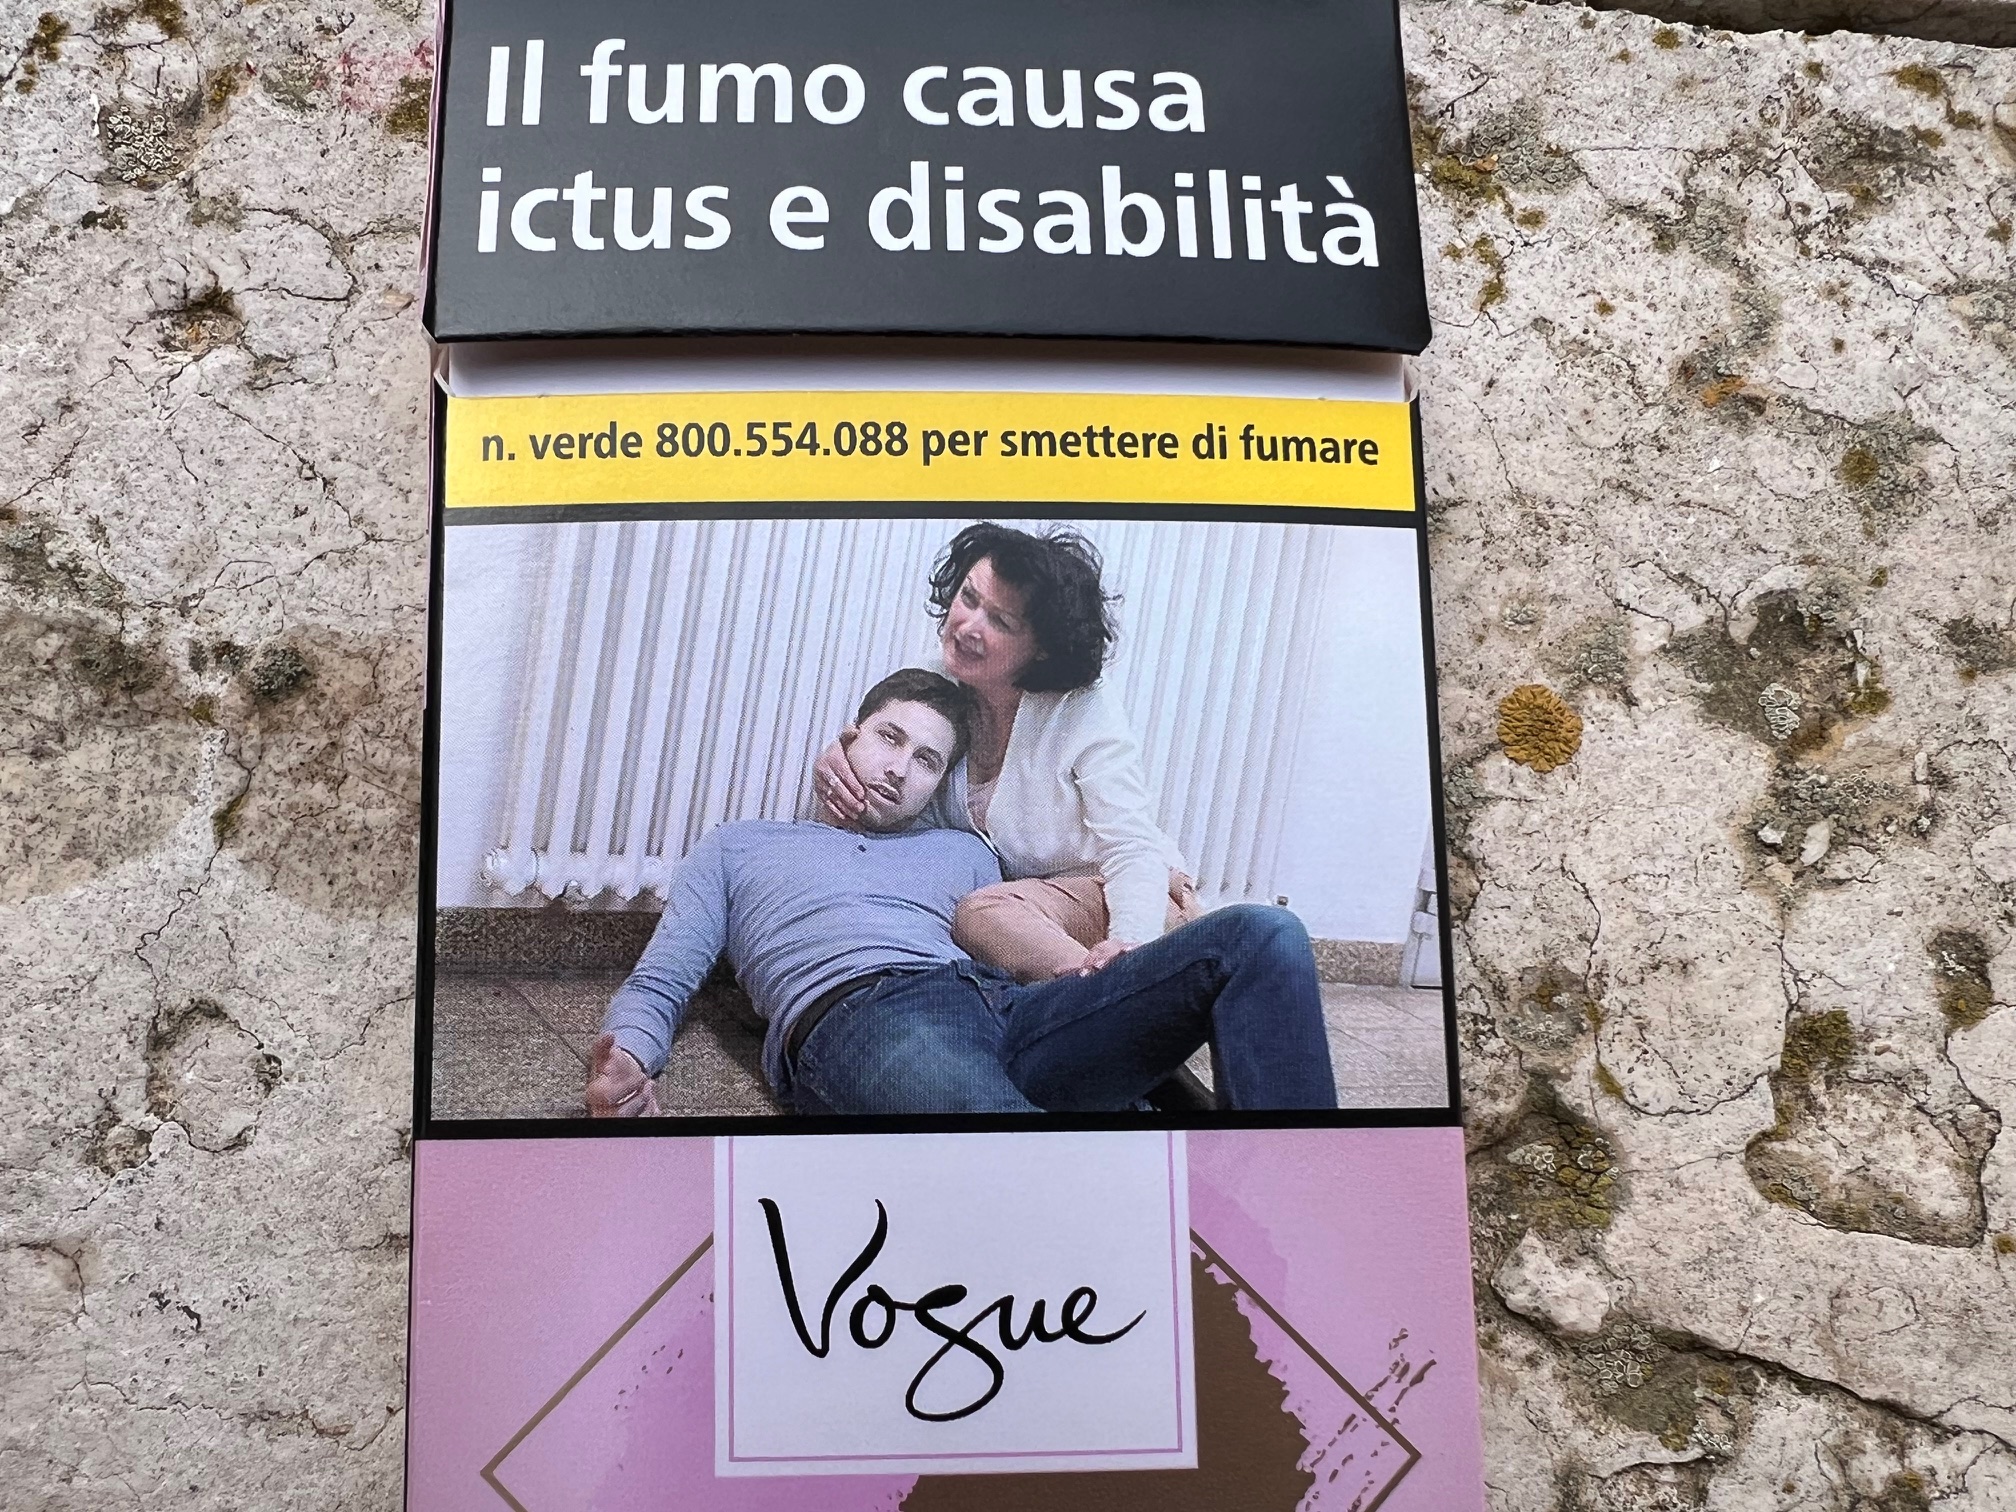 Il fumo causa
ictus e disabilità
n. verde 800.554.088 per smettere di fumare
Vogue